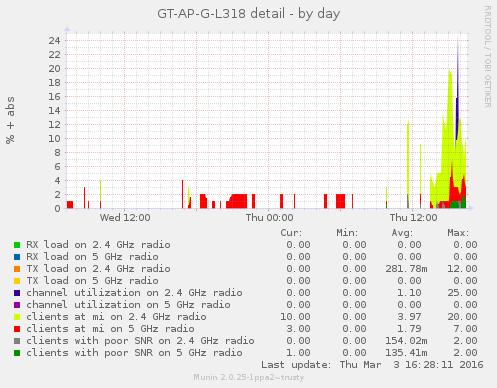 GT-AP-G-L318 detail - by day
RRDTOOL / TOBI OETIKER
% + abs
24
22
20
18
16
14
12
10
8
6
4
2
0
Wed 12:00 Thu 00:00 Thu 12:00
Cur: Min: Avg: Max:
RX load on 2.4 GHz radio 0.00 0.00 0.00 0.00
RX load on 5 GHz radio 0.00 0.00 0.00 0.00
TX load on 2.4 GHz radio 0.00 0.00 281.78m 12.00
TX load on 5 GHz radio 0.00 0.00 0.00 0.00
channel utilization on 2.4 GHz radio 0.00 0.00 1.10 25.00
channel utilization on 5 GHz radio 0.00 0.00 0.00 0.00
clients at mi on 2.4 GHz radio 10.00 0.00 3.97 20.00
clients at mi on 5 GHz radio 3.00 0.00 1.79 7.00
clients with poor SNR on 2.4 GHz radio 0.00 0.00 154.02m 2.00
clients with poor SNR on 5 GHz radio 1.00 0.00 135.41m 2.00
Last update: Thu Mar 3 16:28:11 2016
Munin 2.0.25-1ppa2~trusty